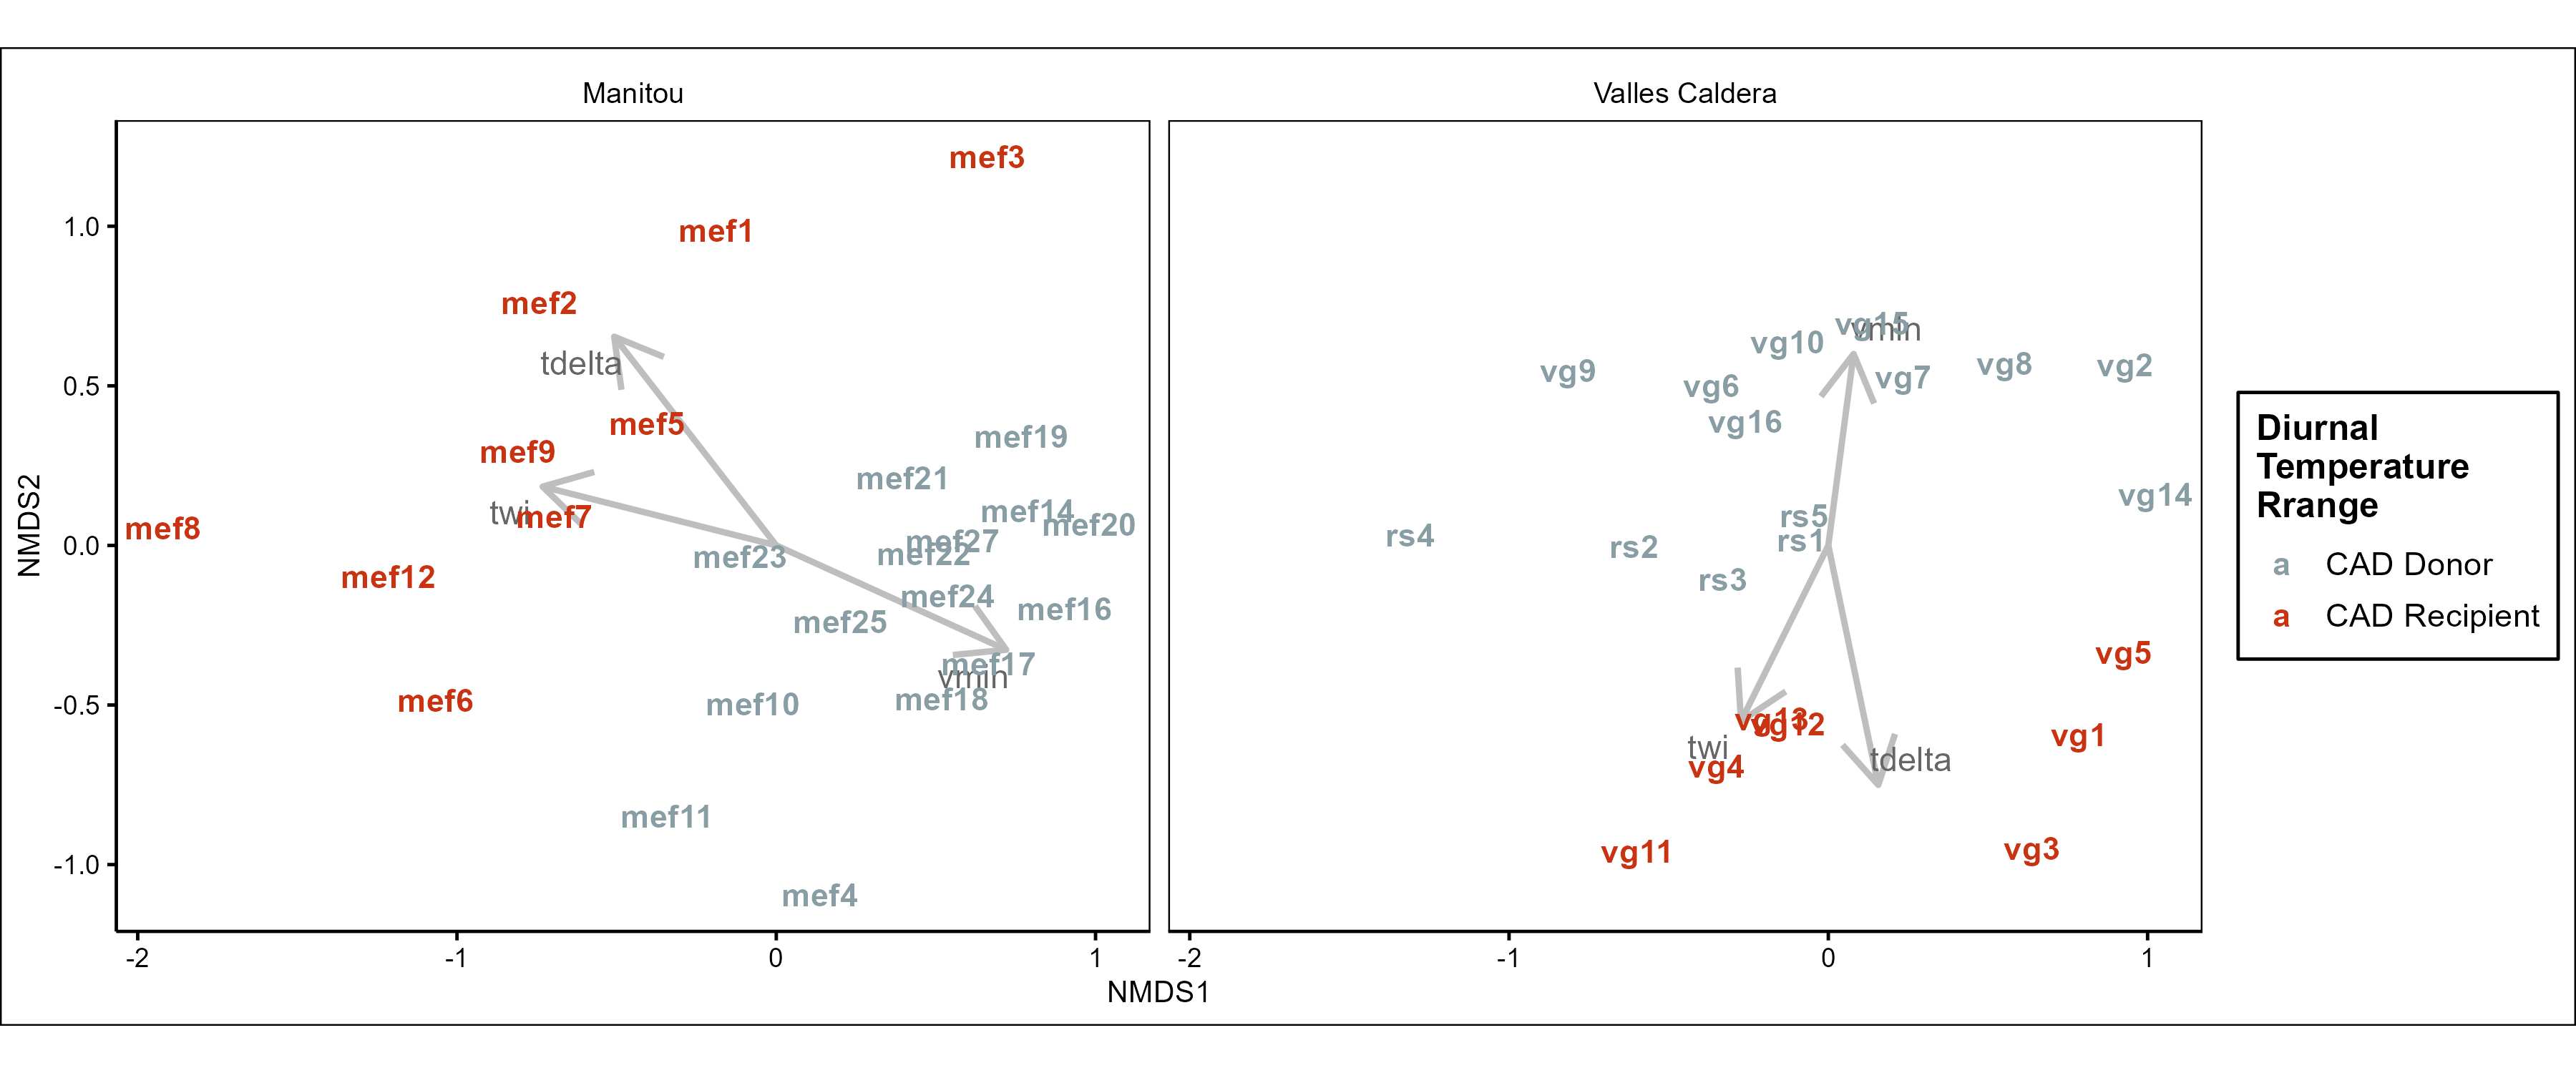 Manitou
Valles Caldera
mef3
mef1
mef2
tdelta
mef5
mef9
twi
mef7
mef8
mef12
mef6
mef23
mef19
mef21
mef14
mef20
mef27
mef22
mef24
mef16
mef25
mef17
vmin
mef18
mef10
mef11
mef4
vg15
vmin
vg10
vg9
vg6
vg7
vg8
vg2
vg16
vg14
rs5
rs4
rs2
rs1
rs3
vg5
vg13
vg12
twi
vg4
vg1
tdelta
vg11
vg3
1.0
0.5
0.0
-0.5
-1.0
NMDS2
-2
-1
0
1
-2
-1
0
1
NMDS1
Diurnal
Temperature
Rrange
a CAD Donor
a CAD Recipient